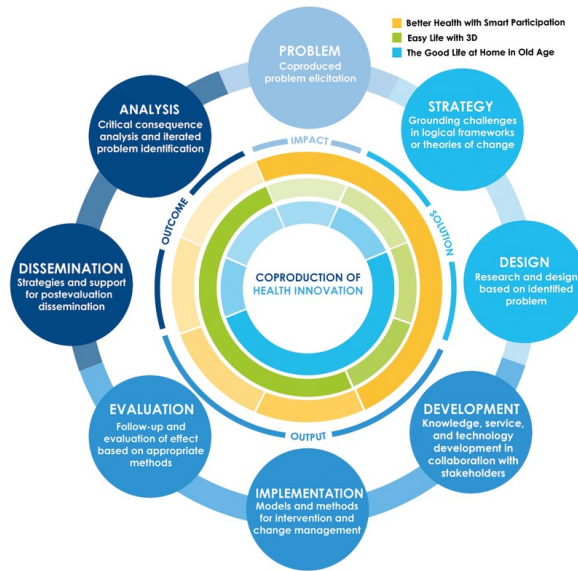 Better Health with Smart Participation
Easy Life with 3D
The Good Life at Home in Old Age
PROBLEM
Coproduced
problem elicitation
STRATEGY
Grounding challenges
in logical frameworks
or theories of change
DESIGN
Research and design
based on identified
problem
DEVELOPMENT
Knowledge, service,
and technology
development in
collaboration with
stakeholders
IMPLEMENTATION
Models and methods
for intervention and
change management
EVALUATION
Follow-up and
evaluation of effect
based on appropriate
methods
DISSEMINATION
Strategies and support
for postevaluation
dissemination
ANALYSIS
Critical consequence
analysis and iterated
problem identification
IMPACT
SOLUTION
OUTPUT
OUTCOME
COPRODUCTION OF
HEALTH INNOVATION